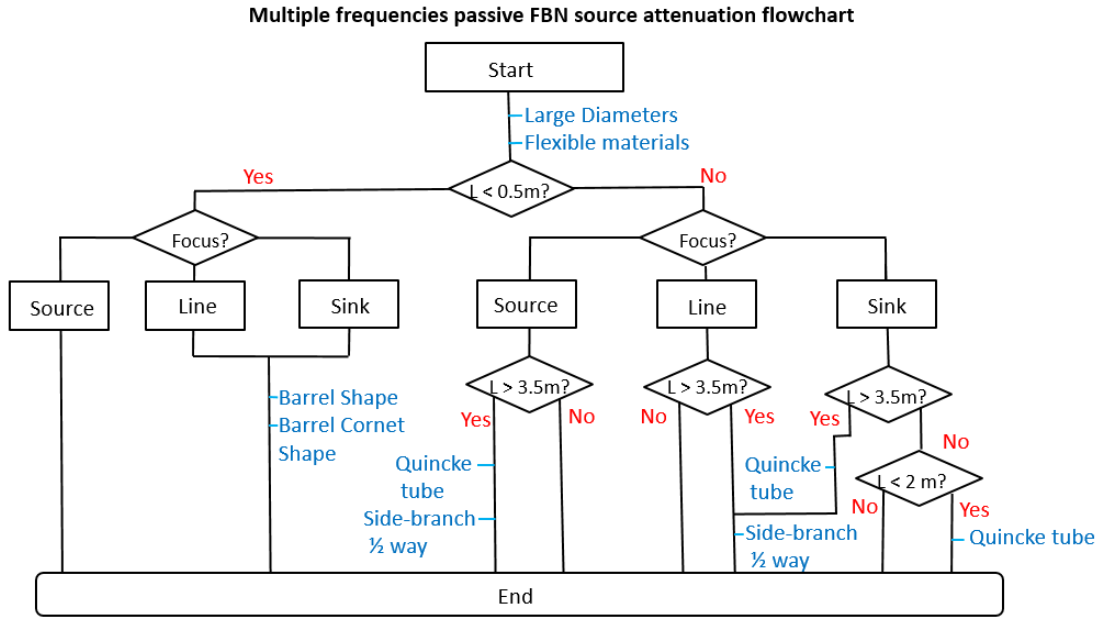 Multiple frequencies passive FBN source attenuation flowchart
Start
Large Diameters
Flexible materials
Yes
No
L < 0.5m?
Focus?
Focus?
Source
Line
Sink
Source
Line
Sink
L > 3.5m?
L > 3.5m?
L > 3.5m?
Barrel Shape
Barrel Cornet
Shape
Yes
No
No
Yes
Yes
No
Quincke
tube
Quincke
tube
L < 2 m?
No
Yes
Side-branch
½ way
Side-branch
½ way
Quincke tube
End